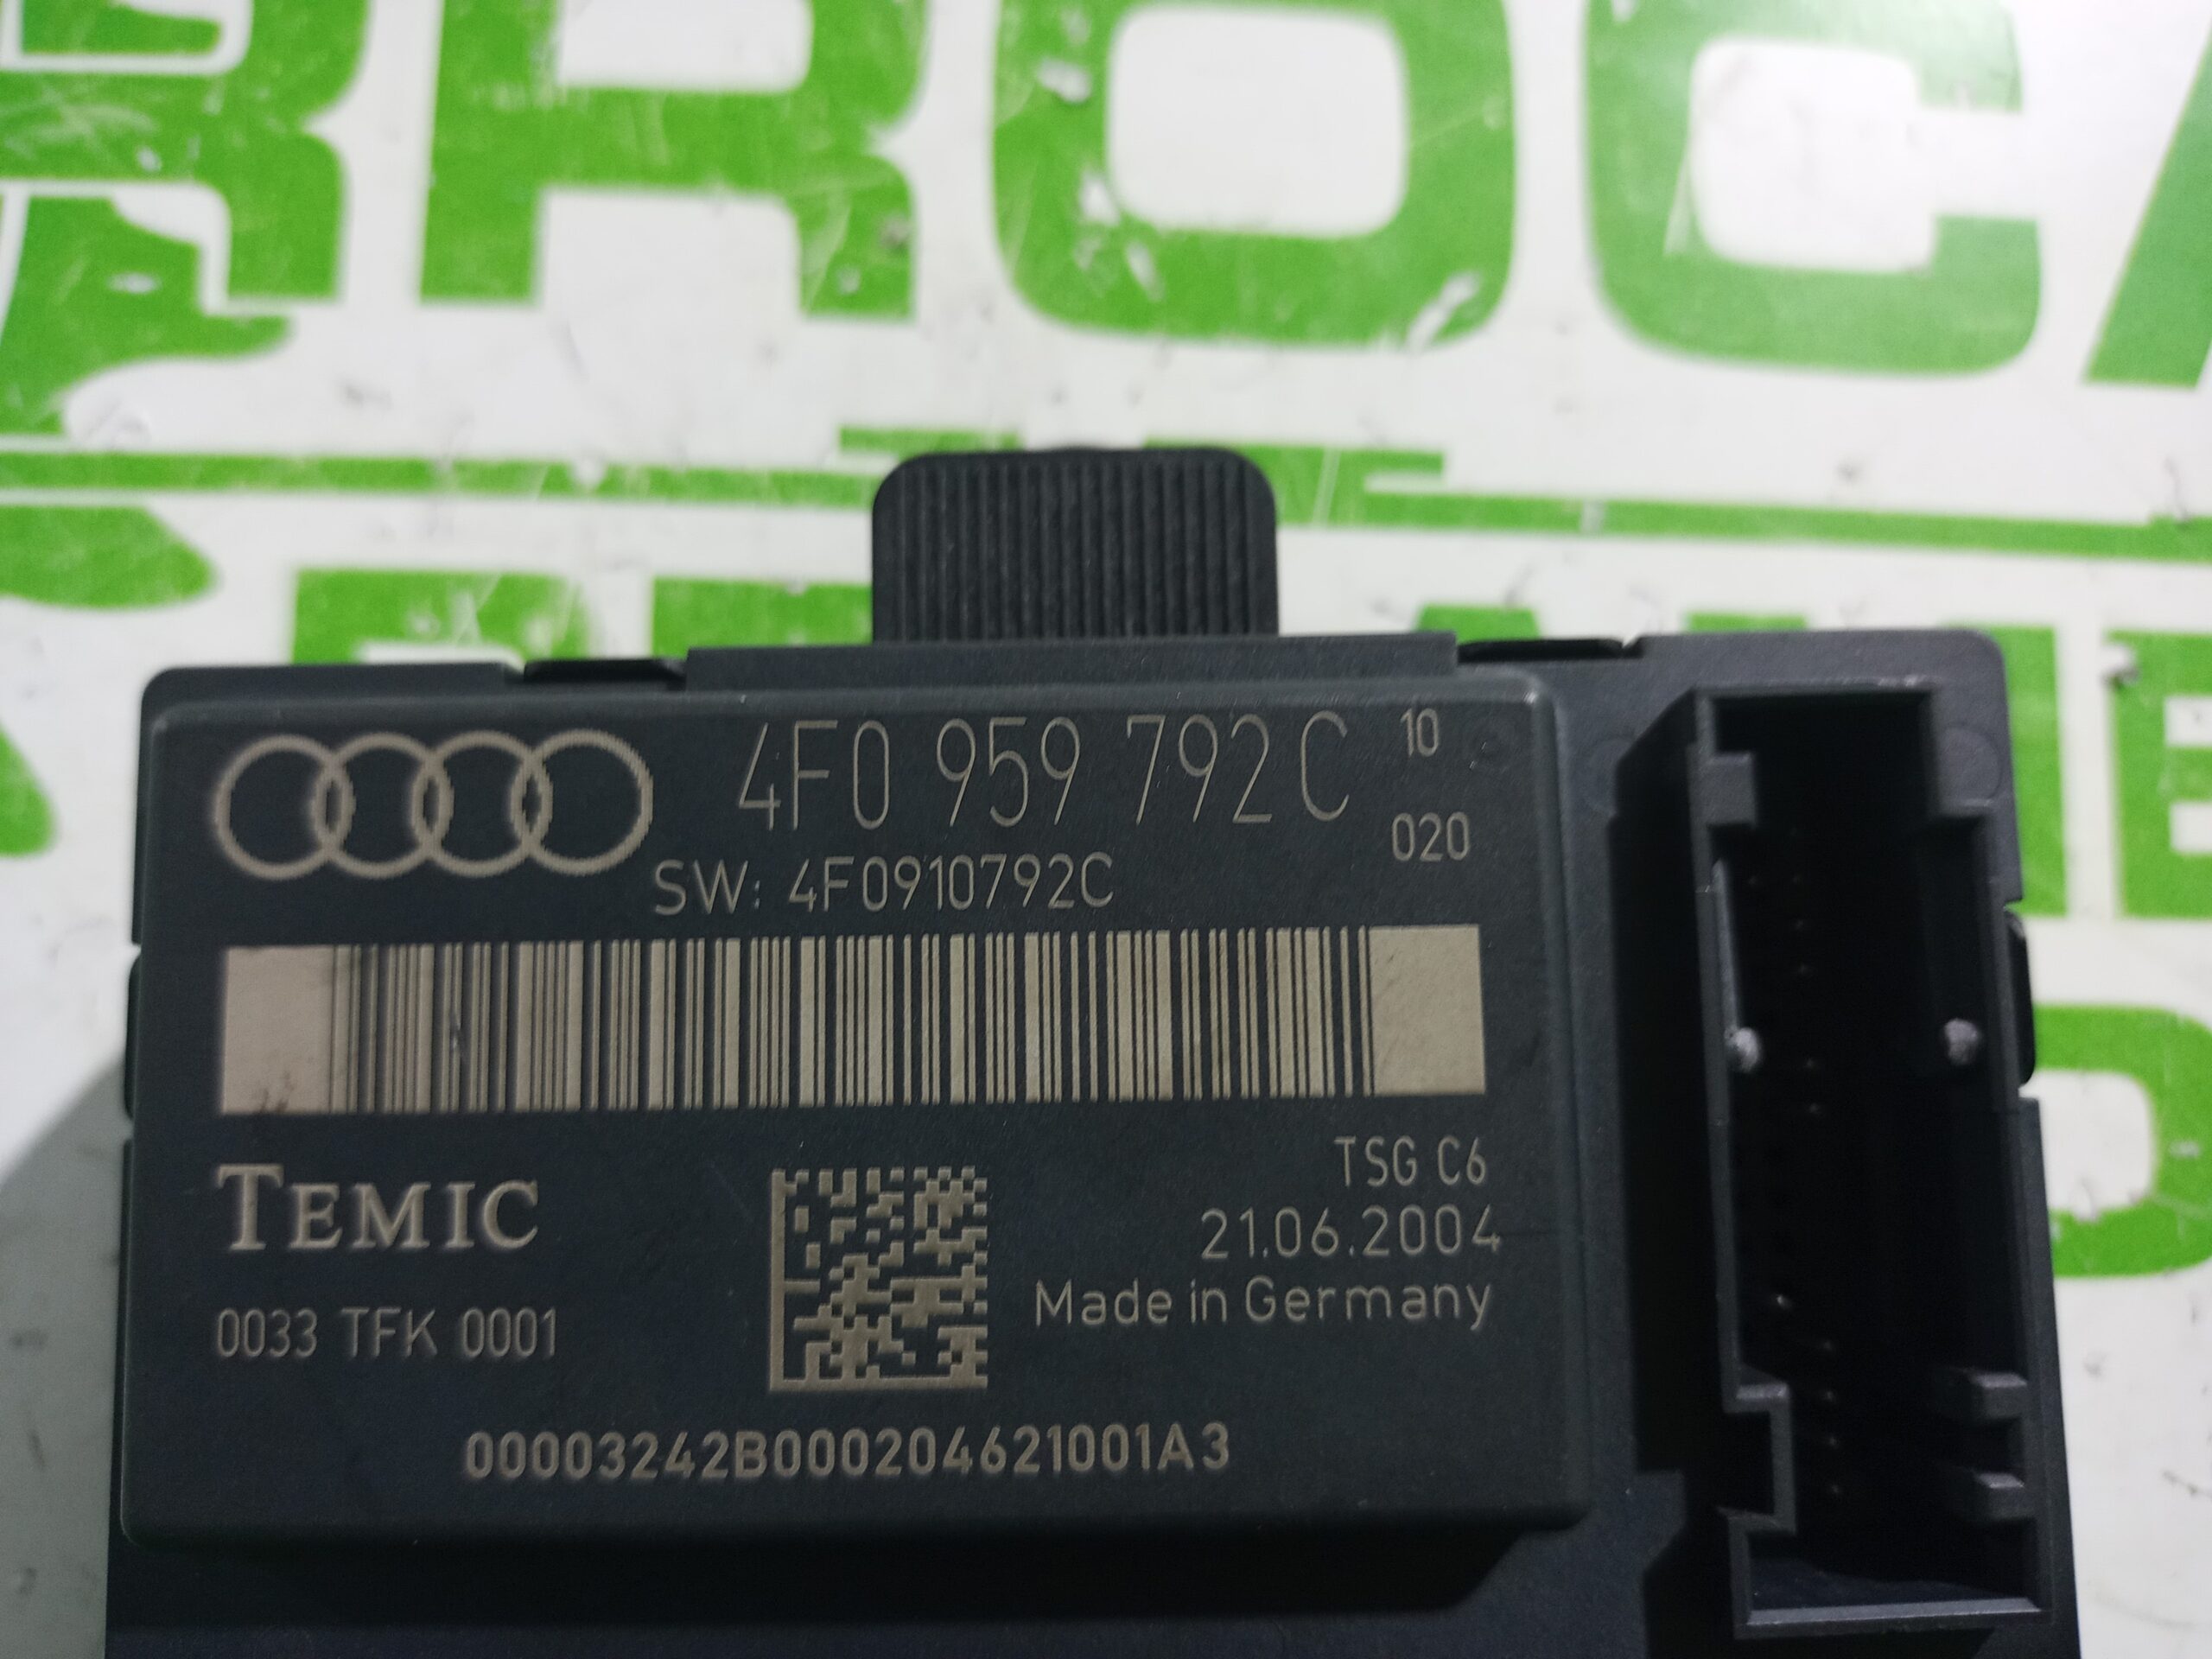 ROCA
4F0 959 792 C 10
020
SW: 4F0910792C
TEMIC
TSG C6
21.06.2004
Made in Germany
0033 TFK 0001
00003242B000204621001A3